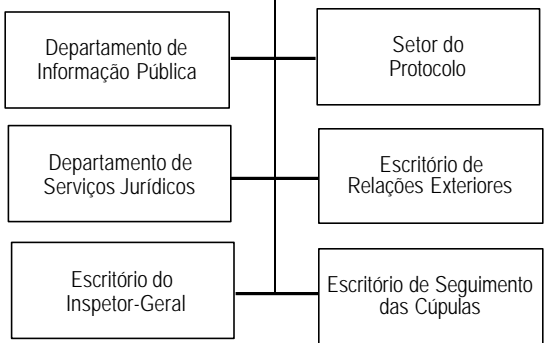 Departamento de
Informação Pública
Setor do
Protocolo
Departamento de
Serviços Jurídicos
Escritório de
Relações Exteriores
Escritório do
Inspetor-Geral
Escritório de Seguimento
das Cúpulas